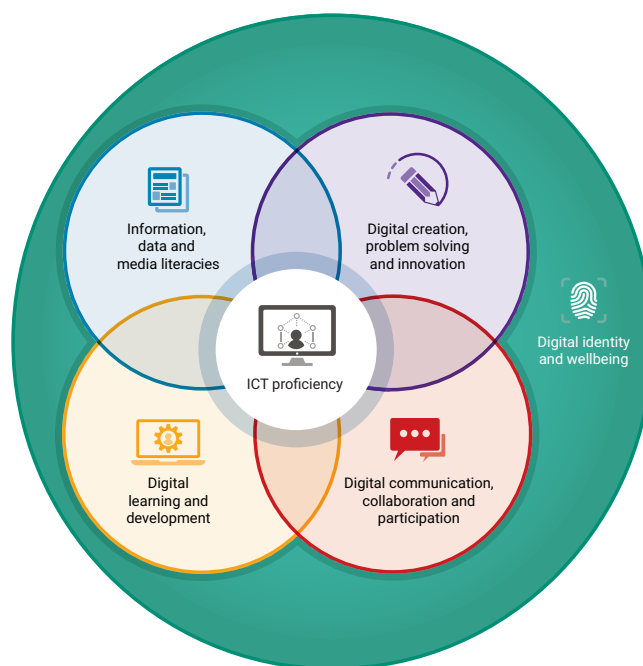 Information,
data and
media literacies
Digital creation,
problem solving
and innovation
Digital identity
and wellbeing
ICT proficiency
Digital
learning and
development
Digital communication,
collaboration and
participation